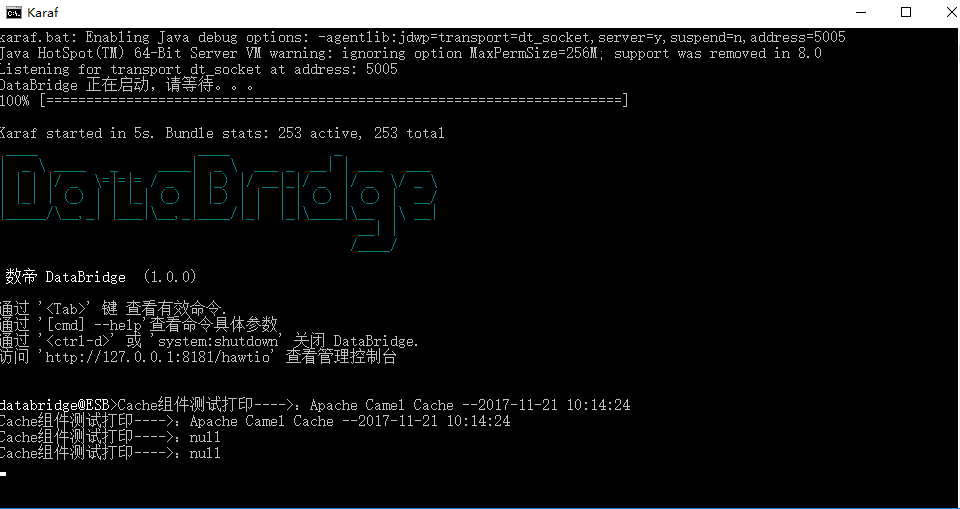 Karaf
karaf.bat: Enabling Java debug options: -agentlib:jdwp=transport=dt_socket,server=y,suspend=n,address=5005
Java HotSpot(TM) 64-Bit Server VM warning: ignoring option MaxPermSize=256M; support was removed in 8.0
Listening for transport dt_socket at address: 5005
DataBridge 正在启动，请等待。。。
100% [========================================================================]
Karaf started in 5s. Bundle stats: 253 active, 253 total
DataBridge
数帝 DataBridge (1.0.0)
通过 '<Tab>' 键 查看有效命令.
通过 '[cmd] --help'查看命令具体参数
通过 '<ctrl-d>' 或 'system:shutdown' 关闭 DataBridge.
访问 'http://127.0.0.1:8181/hawtio' 查看管理控制台
databridge@ESB>Cache组件测试打印---->：Apache Camel Cache --2017-11-21 10:14:24
Cache组件测试打印---->：Apache Camel Cache --2017-11-21 10:14:24
Cache组件测试打印---->：null
Cache组件测试打印---->：null